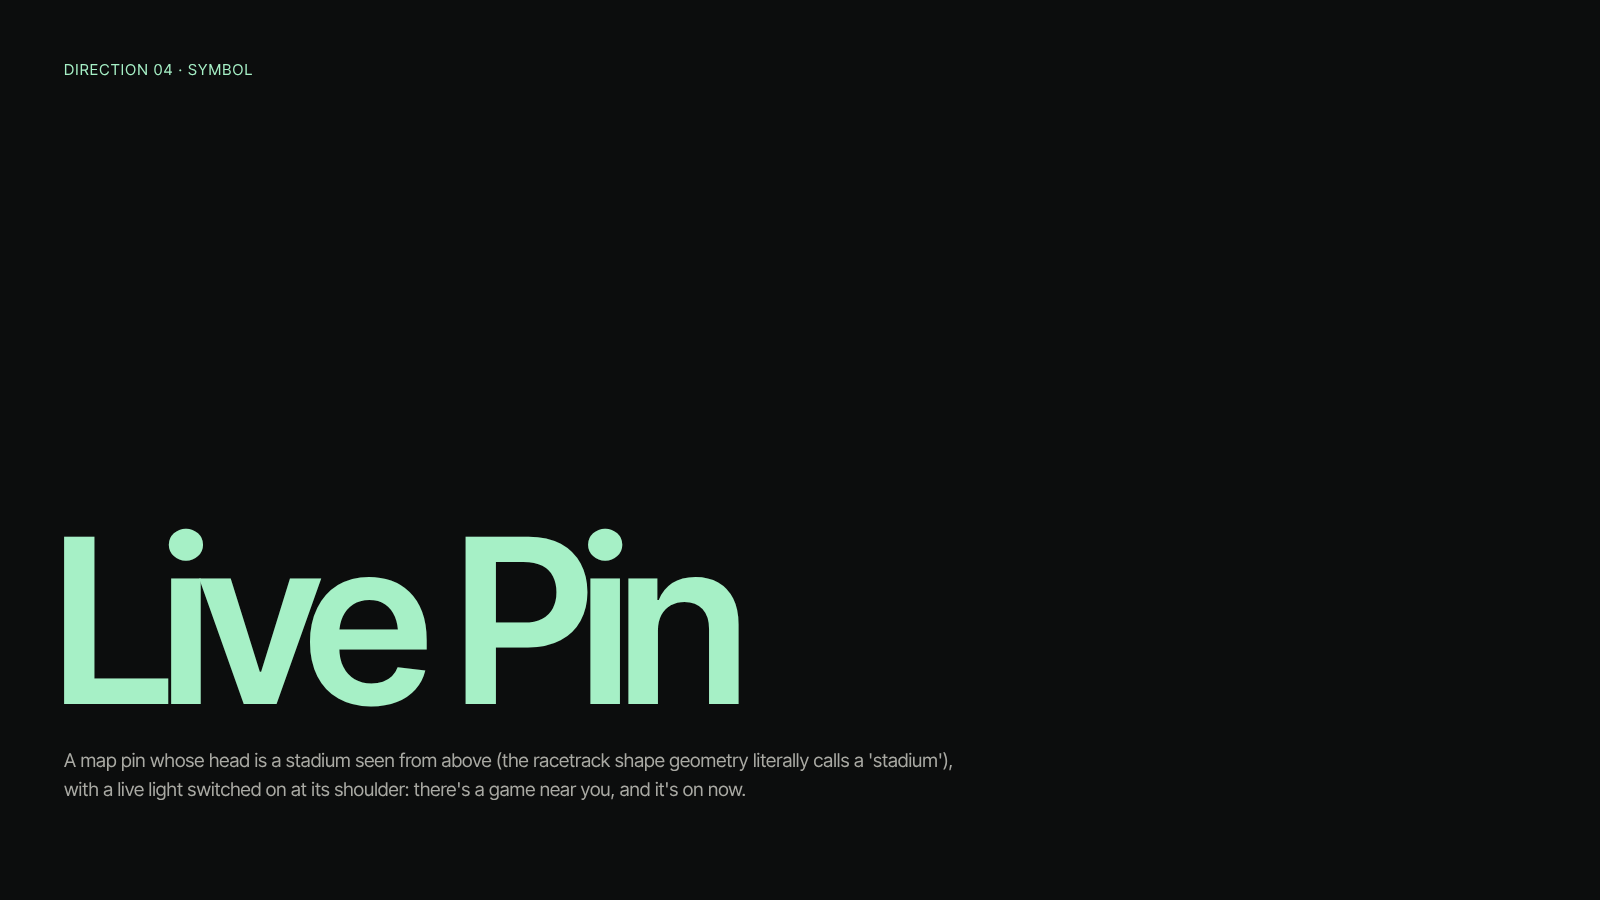 DIRECTION 04 · SYMBOL
Live Pin
A map pin whose head is a stadium seen from above (the racetrack shape geometry literally calls a 'stadium'),
with a live light switched on at its shoulder: there's a game near you, and it's on now.